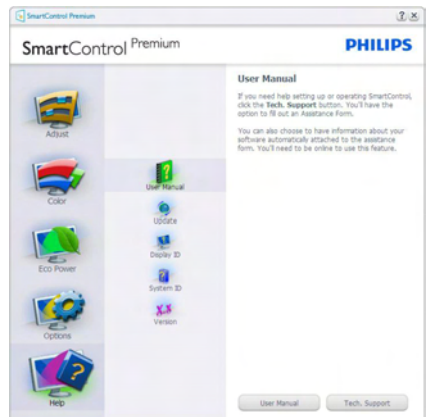 SmartControl Premium
SmartControl Premium
PHILIPS
Adjust
Color
Eco Power
Options
Help
User Manual
Update
Display ID
System ID
Version
User Manual
If you need help setting up or operating SmartControl,
click the Tech. Support button. You'll have the
option to fill out an Assistance Form.
You can also choose to have information about your
software automatically attached to the assistance
form. You'll need to be online to use this feature.
User Manual
Tech. Support